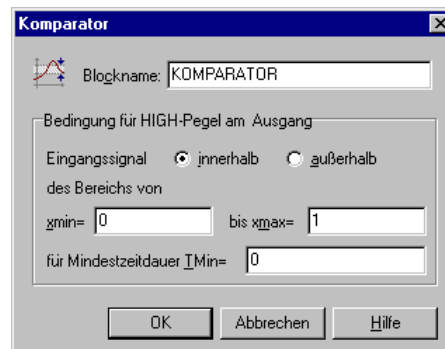 Komparator
Blockname: KOMPARATOR
Bedingung für HIGH-Pegel am Ausgang
Eingangssignal innerhalb außerhalb
des Bereichs von
xmin= 0 bis xmax= 1
für Mindestzeitdauer TMin= 0
OK Abbrechen Hilfe